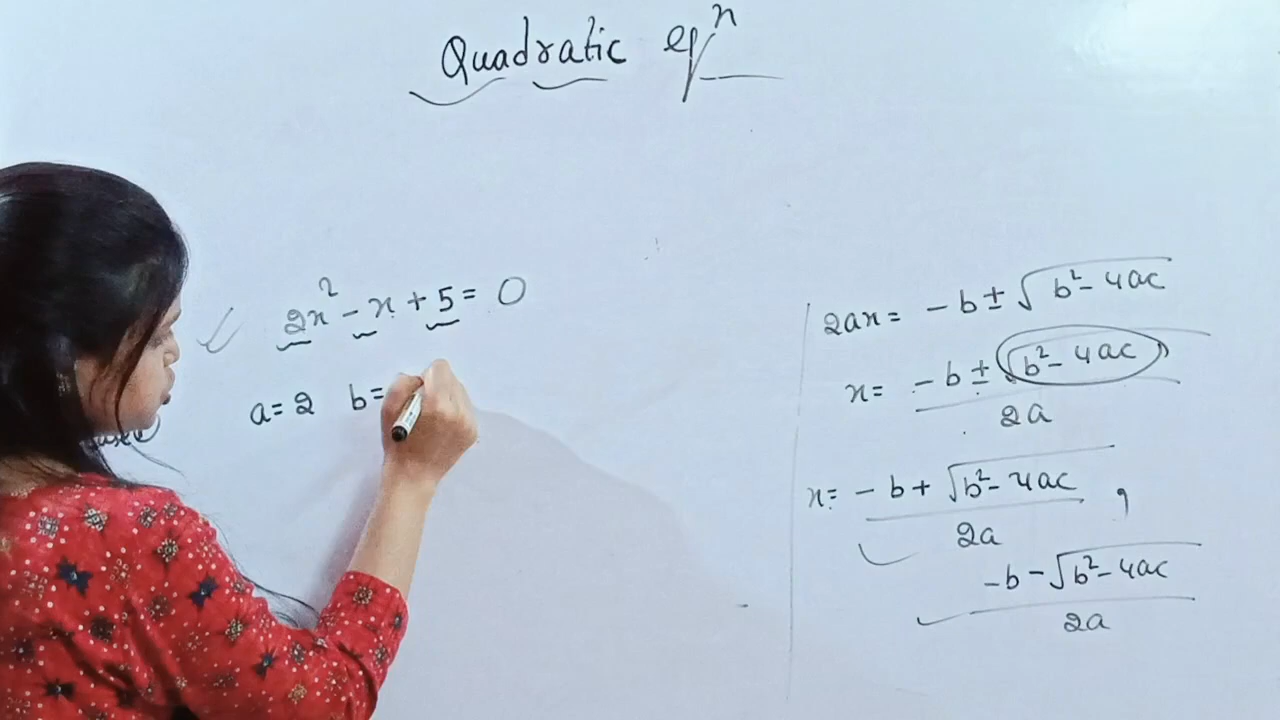 Quadratic eqⁿ
2x² - x + 5 = 0
a = 2 b =
2ax = -b ± √b² - 4ac
x = -b ± √b² - 4ac
2a
x = -b + √b² - 4ac ,
2a
-b - √b² - 4ac
2a